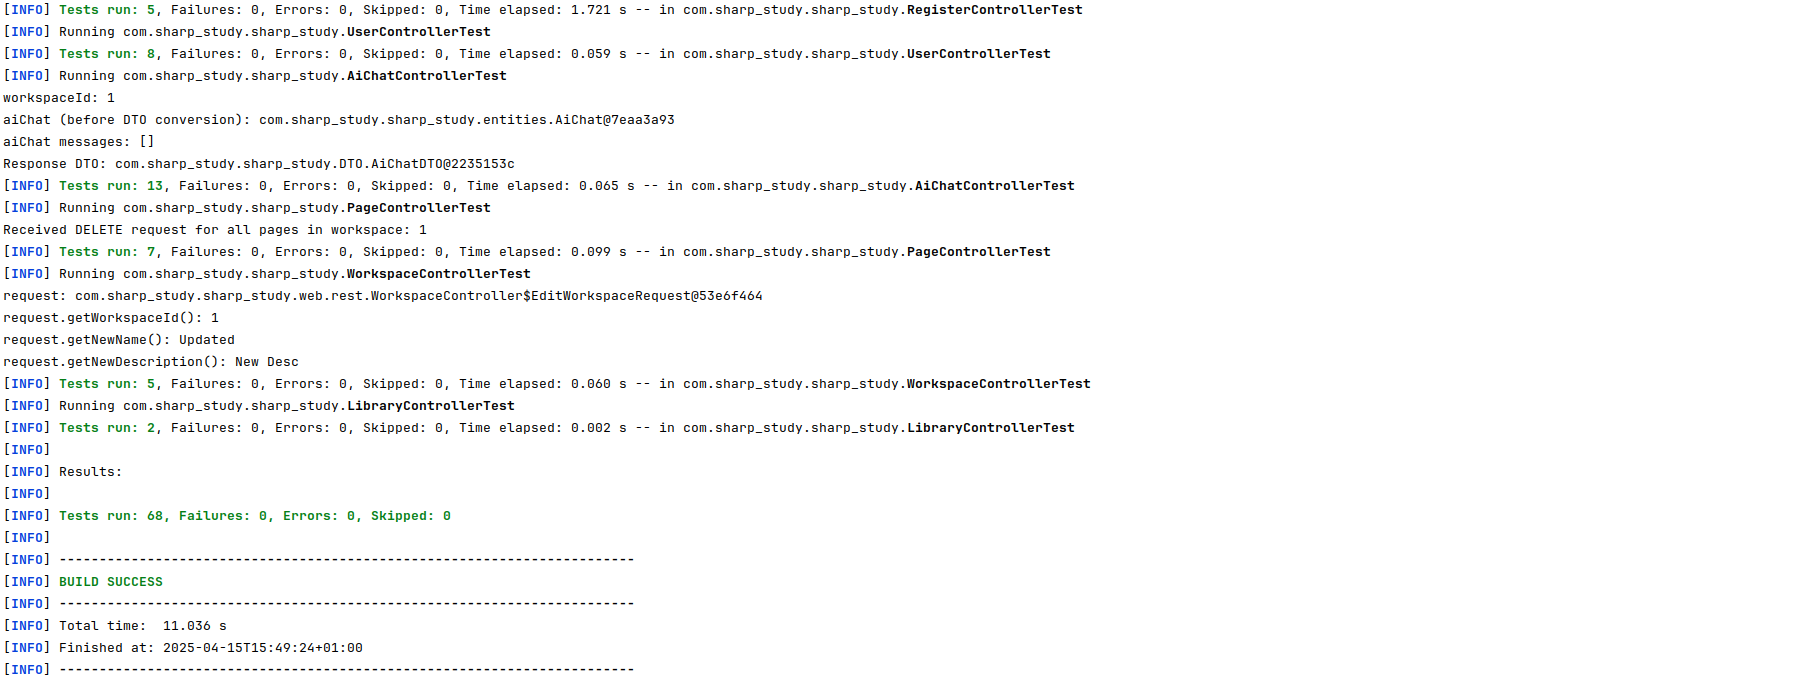 [INFO] Tests run: 5, Failures: 0, Errors: 0, Skipped: 0, Time elapsed: 1.721 s -- in com.sharp_study.sharp_study.RegisterControllerTest
[INFO] Running com.sharp_study.sharp_study.UserControllerTest
[INFO] Tests run: 8, Failures: 0, Errors: 0, Skipped: 0, Time elapsed: 0.059 s -- in com.sharp_study.sharp_study.UserControllerTest
[INFO] Running com.sharp_study.sharp_study.AiChatControllerTest
workspaceId: 1
aiChat (before DTO conversion): com.sharp_study.sharp_study.entities.AiChat@7eaa3a93
aiChat messages: []
Response DTO: com.sharp_study.sharp_study.DTO.AiChatDTO@2235153c
[INFO] Tests run: 13, Failures: 0, Errors: 0, Skipped: 0, Time elapsed: 0.065 s -- in com.sharp_study.sharp_study.AiChatControllerTest
[INFO] Running com.sharp_study.sharp_study.PageControllerTest
Received DELETE request for all pages in workspace: 1
[INFO] Tests run: 7, Failures: 0, Errors: 0, Skipped: 0, Time elapsed: 0.099 s -- in com.sharp_study.sharp_study.PageControllerTest
[INFO] Running com.sharp_study.sharp_study.WorkspaceControllerTest
request: com.sharp_study.sharp_study.web.rest.WorkspaceController$EditWorkspaceRequest@53e6f464
request.getWorkspaceId(): 1
request.getNewName(): Updated
request.getNewDescription(): New Desc
[INFO] Tests run: 5, Failures: 0, Errors: 0, Skipped: 0, Time elapsed: 0.060 s -- in com.sharp_study.sharp_study.WorkspaceControllerTest
[INFO] Running com.sharp_study.sharp_study.LibraryControllerTest
[INFO] Tests run: 2, Failures: 0, Errors: 0, Skipped: 0, Time elapsed: 0.002 s -- in com.sharp_study.sharp_study.LibraryControllerTest
[INFO]
[INFO] Results:
[INFO]
[INFO] Tests run: 68, Failures: 0, Errors: 0, Skipped: 0
[INFO]
[INFO] ------------------------------------------------------------------------
[INFO] BUILD SUCCESS
[INFO] ------------------------------------------------------------------------
[INFO] Total time:  11.036 s
[INFO] Finished at: 2025-04-15T15:49:24+01:00
[INFO] ------------------------------------------------------------------------